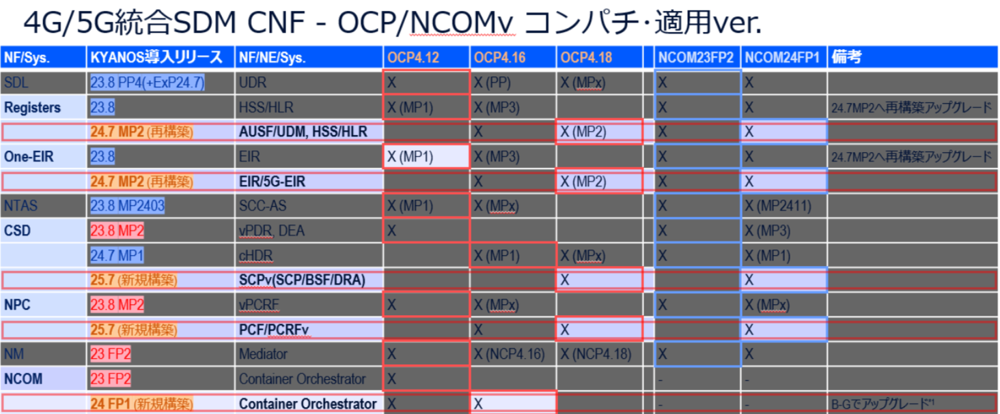 4G/5G統合SDM CNF - OCP/NCOMv コンパチ･適用ver.
NF/Sys. KYANOS導入リリース NF/NE/Sys. OCP4.12 OCP4.16 OCP4.18 NCOM23FP2 NCOM24FP1 備考
SDL 23.8 PP4(+ExP24.7) UDR X X (PP) X (MPx) X X
Registers 23.8 HSS/HLR X (MP1) X (MP3) X X 24.7MP2へ再構築アップグレード
24.7 MP2 (再構築) AUSF/UDM, HSS/HLR X X (MP2) X X
One-EIR 23.8 EIR X (MP1) X (MP3) X X 24.7MP2へ再構築アップグレード
24.7 MP2 (再構築) EIR/5G-EIR X X (MP2) X X
NTAS 23.8 MP2403 SCC-AS X (MP1) X (MPx) X X (MP2411)
CSD 23.8 MP2 vPDR, DEA X X X (MP3)
24.7 MP1 cHDR X (MP1) X (MPx) X X (MP1)
25.7 (新規構築) SCPv(SCP/BSF/DRA) X X
NPC 23.8 MP2 vPCRF X X (MPx) X X (MPx)
25.7 (新規構築) PCF/PCRFv X X X
NM 23 FP2 Mediator X X (NCP4.16) X (NCP4.18) X X
NCOM 23 FP2 Container Orchestrator X - -
24 FP1 (新規構築) Container Orchestrator X X - - B-Gでアップグレード*1